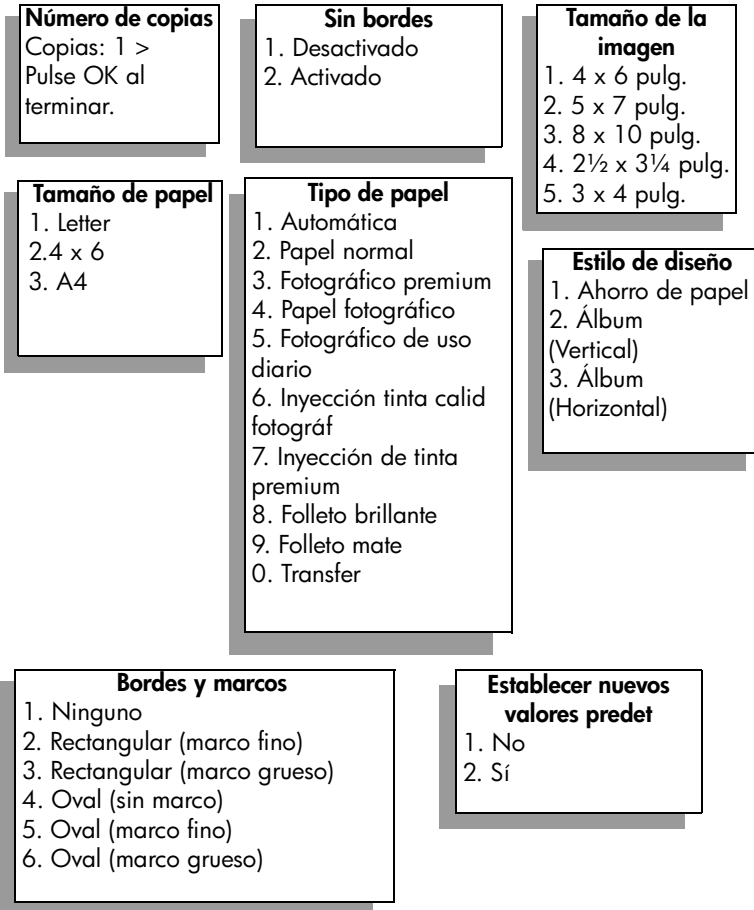 Número de copias
Copias: 1 >
Pulse OK al
terminar.
Sin bordes
1. Desactivado
2. Activado
Tamaño de la
imagen
1. 4 x 6 pulg.
2. 5 x 7 pulg.
3. 8 x 10 pulg.
4. 2½ x 3¼ pulg.
5. 3 x 4 pulg.
Tamaño de papel
1. Letter
2.4 x 6
3. A4
Tipo de papel
1. Automática
2. Papel normal
3. Fotográfico premium
4. Papel fotográfico
5. Fotográfico de uso
diario
6. Inyección tinta calid
fotográf
7. Inyección de tinta
premium
8. Folleto brillante
9. Folleto mate
0. Transfer
Estilo de diseño
1. Ahorro de papel
2. Álbum
(Vertical)
3. Álbum
(Horizontal)
Bordes y marcos
1. Ninguno
2. Rectangular (marco fino)
3. Rectangular (marco grueso)
4. Oval (sin marco)
5. Oval (marco fino)
6. Oval (marco grueso)
Establecer nuevos
valores predet
1. No
2. Sí